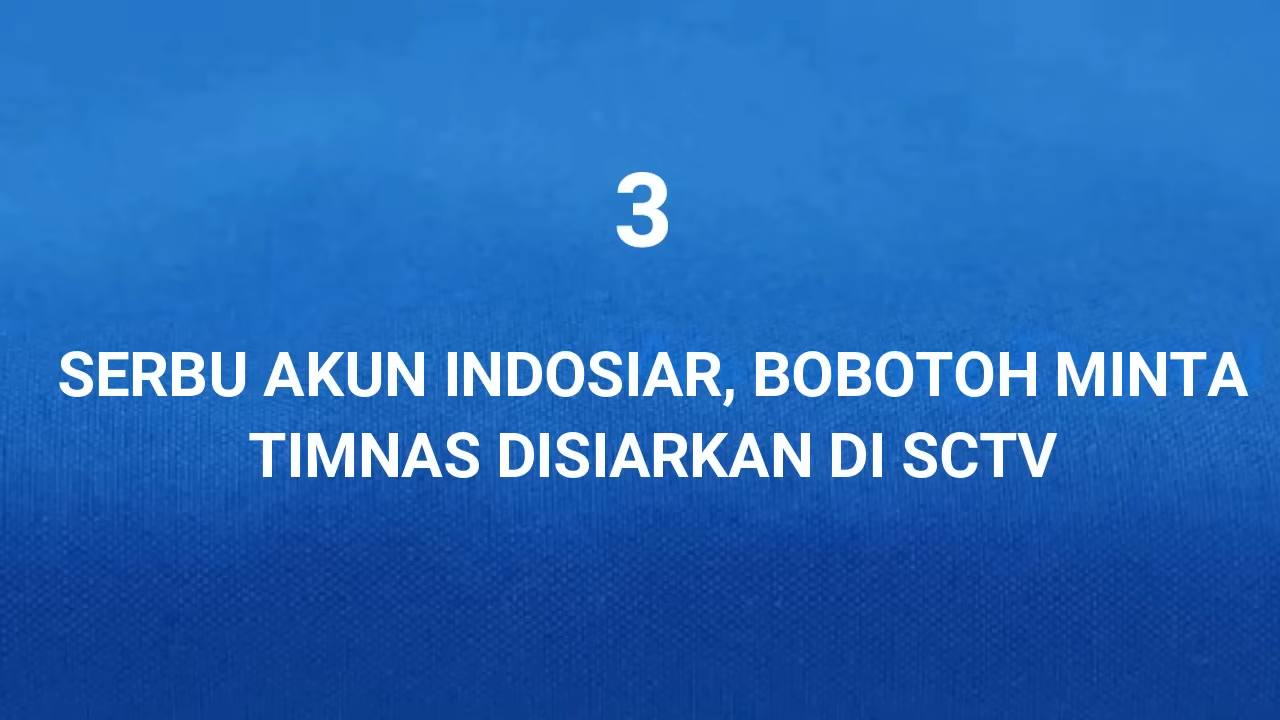 3
SERBU AKUN INDOSIAR, BOBOTOH MINTA
TIMNAS DISIARKAN DI SCTV